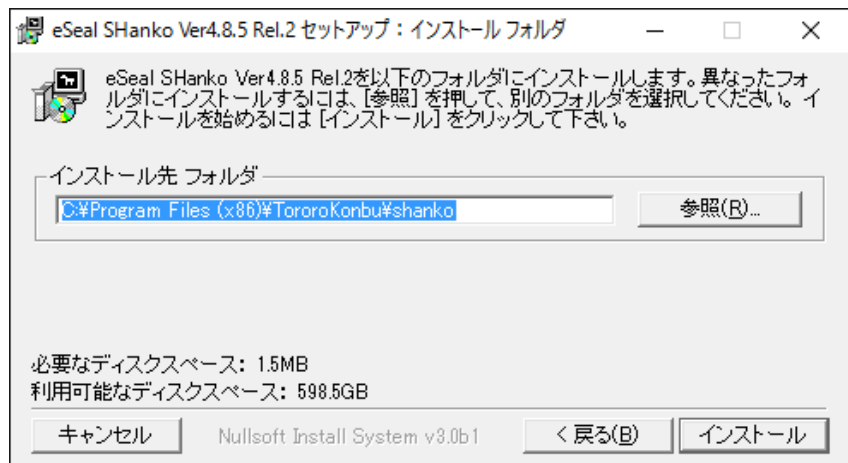 eSeal SHanko Ver4.8.5 Rel.2 セットアップ：インストール フォルダ
eSeal SHanko Ver4.8.5 Rel.2を以下のフォルダにインストールします。異なったフォ
ルダにインストールするには、[参照] を押して、別のフォルダを選択してください。イ
ンストールを始めるには [インストール] をクリックして下さい。
インストール先 フォルダ
C:¥Program Files (x86)¥TororoKonbu¥shanko
参照(R)...
必要なディスクスペース: 1.5MB
利用可能なディスクスペース: 598.5GB
キャンセル
Nullsoft Install System v3.0b1
< 戻る(B)
インストール